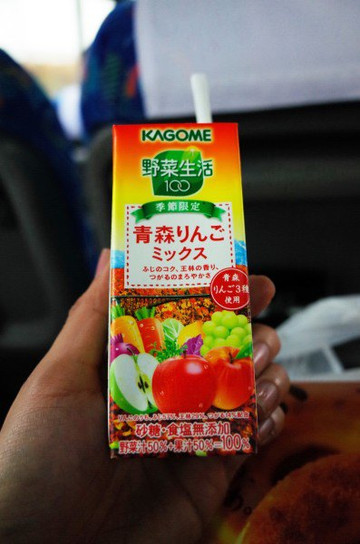 KAGOME
野菜生活
100
季節限定
青森りんご
ミックス
ふじのコク、王林の香り、
つがるのまろやかさ
青森
りんご3種
使用
砂糖・食塩無添加
野菜汁50%+果汁50%=100%